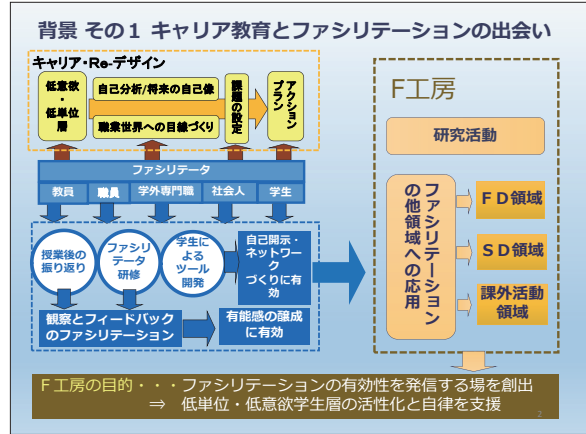 背景 その１ キャリア教育とファシリテーションの出会い
キャリア・Re-デザイン
低意欲
・
低単位
層
自己分析/将来の自己像
職業世界への目線づくり
課題の設定
アクション
プラン
ファシリテータ
教員
職員
学外専門職
社会人
学生
授業後の
振り返り
ファシリ
テータ
研修
学生に
よる
ツール
開発
自己開示・
ネットワーク
づくりに有
効
観察とフィードバック
のファシリテーション
有能感の醸成
に有効
F工房
研究活動
ファシリテーション
の他領域への応用
ＦＤ領域
ＳＤ領域
課外活動
領域
Ｆ工房の目的・・・ファシリテーションの有効性を発信する場を創出
⇒ 低単位・低意欲学生層の活性化と自律を支援
2